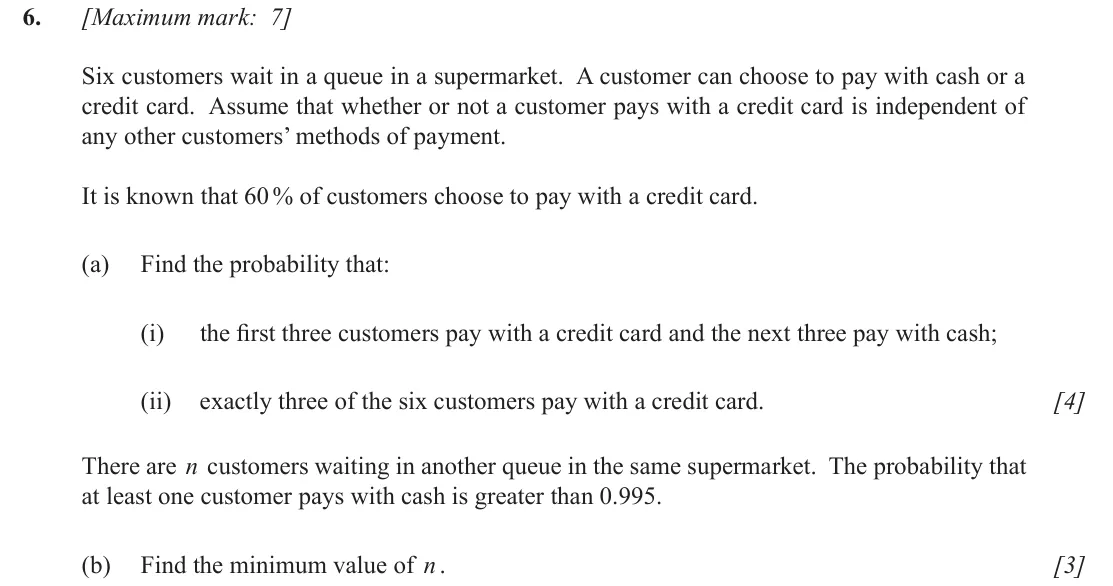 6. [Maximum mark: 7]
Six customers wait in a queue in a supermarket. A customer can choose to pay with cash or a
credit card. Assume that whether or not a customer pays with a credit card is independent of
any other customers’ methods of payment.
It is known that 60 % of customers choose to pay with a credit card.
(a) Find the probability that:
(i) the first three customers pay with a credit card and the next three pay with cash;
(ii) exactly three of the six customers pay with a credit card. [4]
There are n customers waiting in another queue in the same supermarket. The probability that
at least one customer pays with cash is greater than 0.995.
(b) Find the minimum value of n. [3]